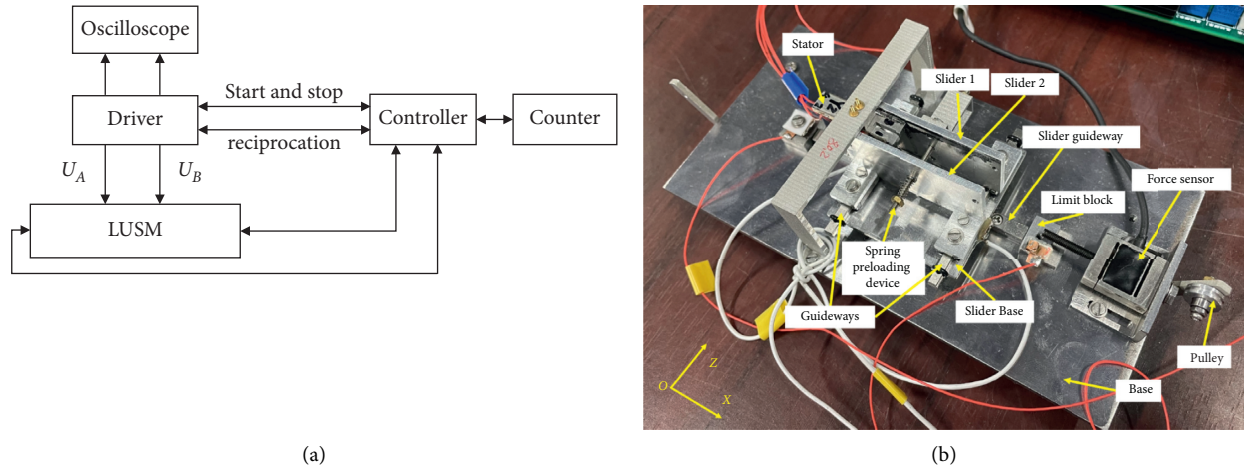 Oscilloscope
Driver
Start and stop
reciprocation
Controller
Counter
U_A
U_B
LUSM
(a)
Stator
Slider 1
Slider 2
Slider guideway
Force sensor
Limit block
Spring
preloading
device
Guideways
Slider Base
Pulley
Base
O
Z
X
(b)